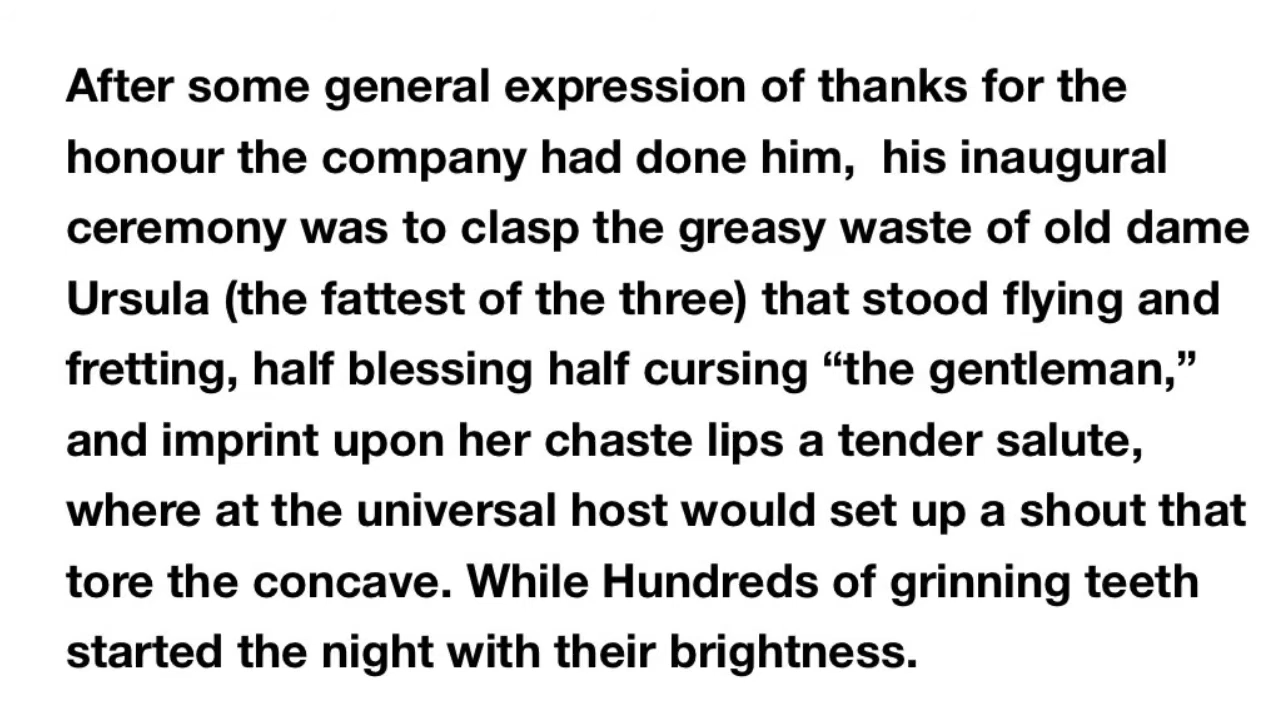 After some general expression of thanks for the
honour the company had done him,  his inaugural
ceremony was to clasp the greasy waste of old dame
Ursula (the fattest of the three) that stood flying and
fretting, half blessing half cursing “the gentleman,”
and imprint upon her chaste lips a tender salute,
where at the universal host would set up a shout that
tore the concave. While Hundreds of grinning teeth
started the night with their brightness.